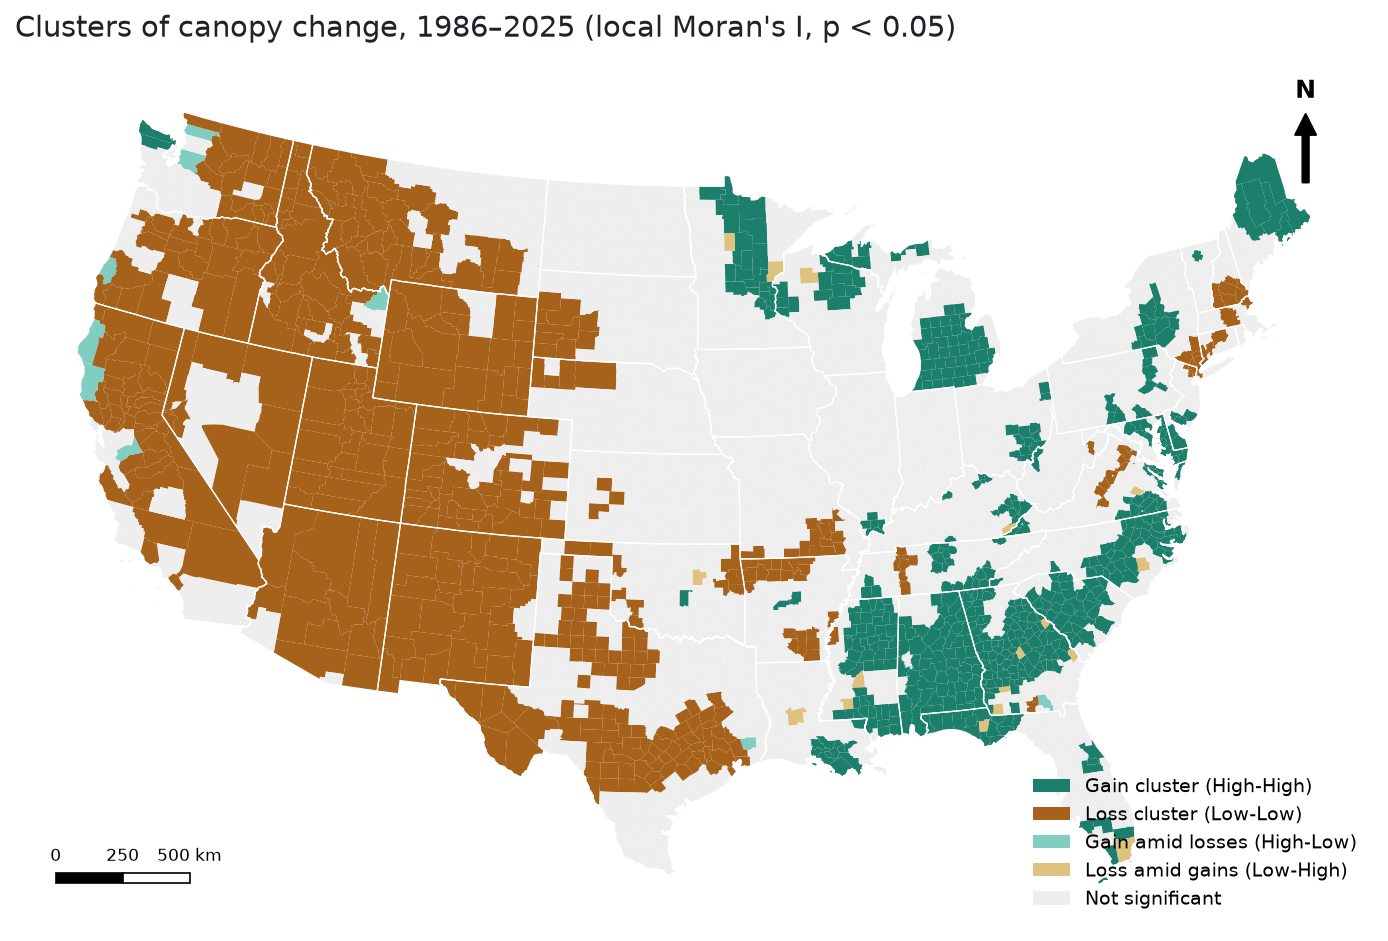 Clusters of canopy change, 1986–2025 (local Moran's I, p < 0.05)
N
Gain cluster (High-High)
Loss cluster (Low-Low)
Gain amid losses (High-Low)
Loss amid gains (Low-High)
Not significant
0 250 500 km